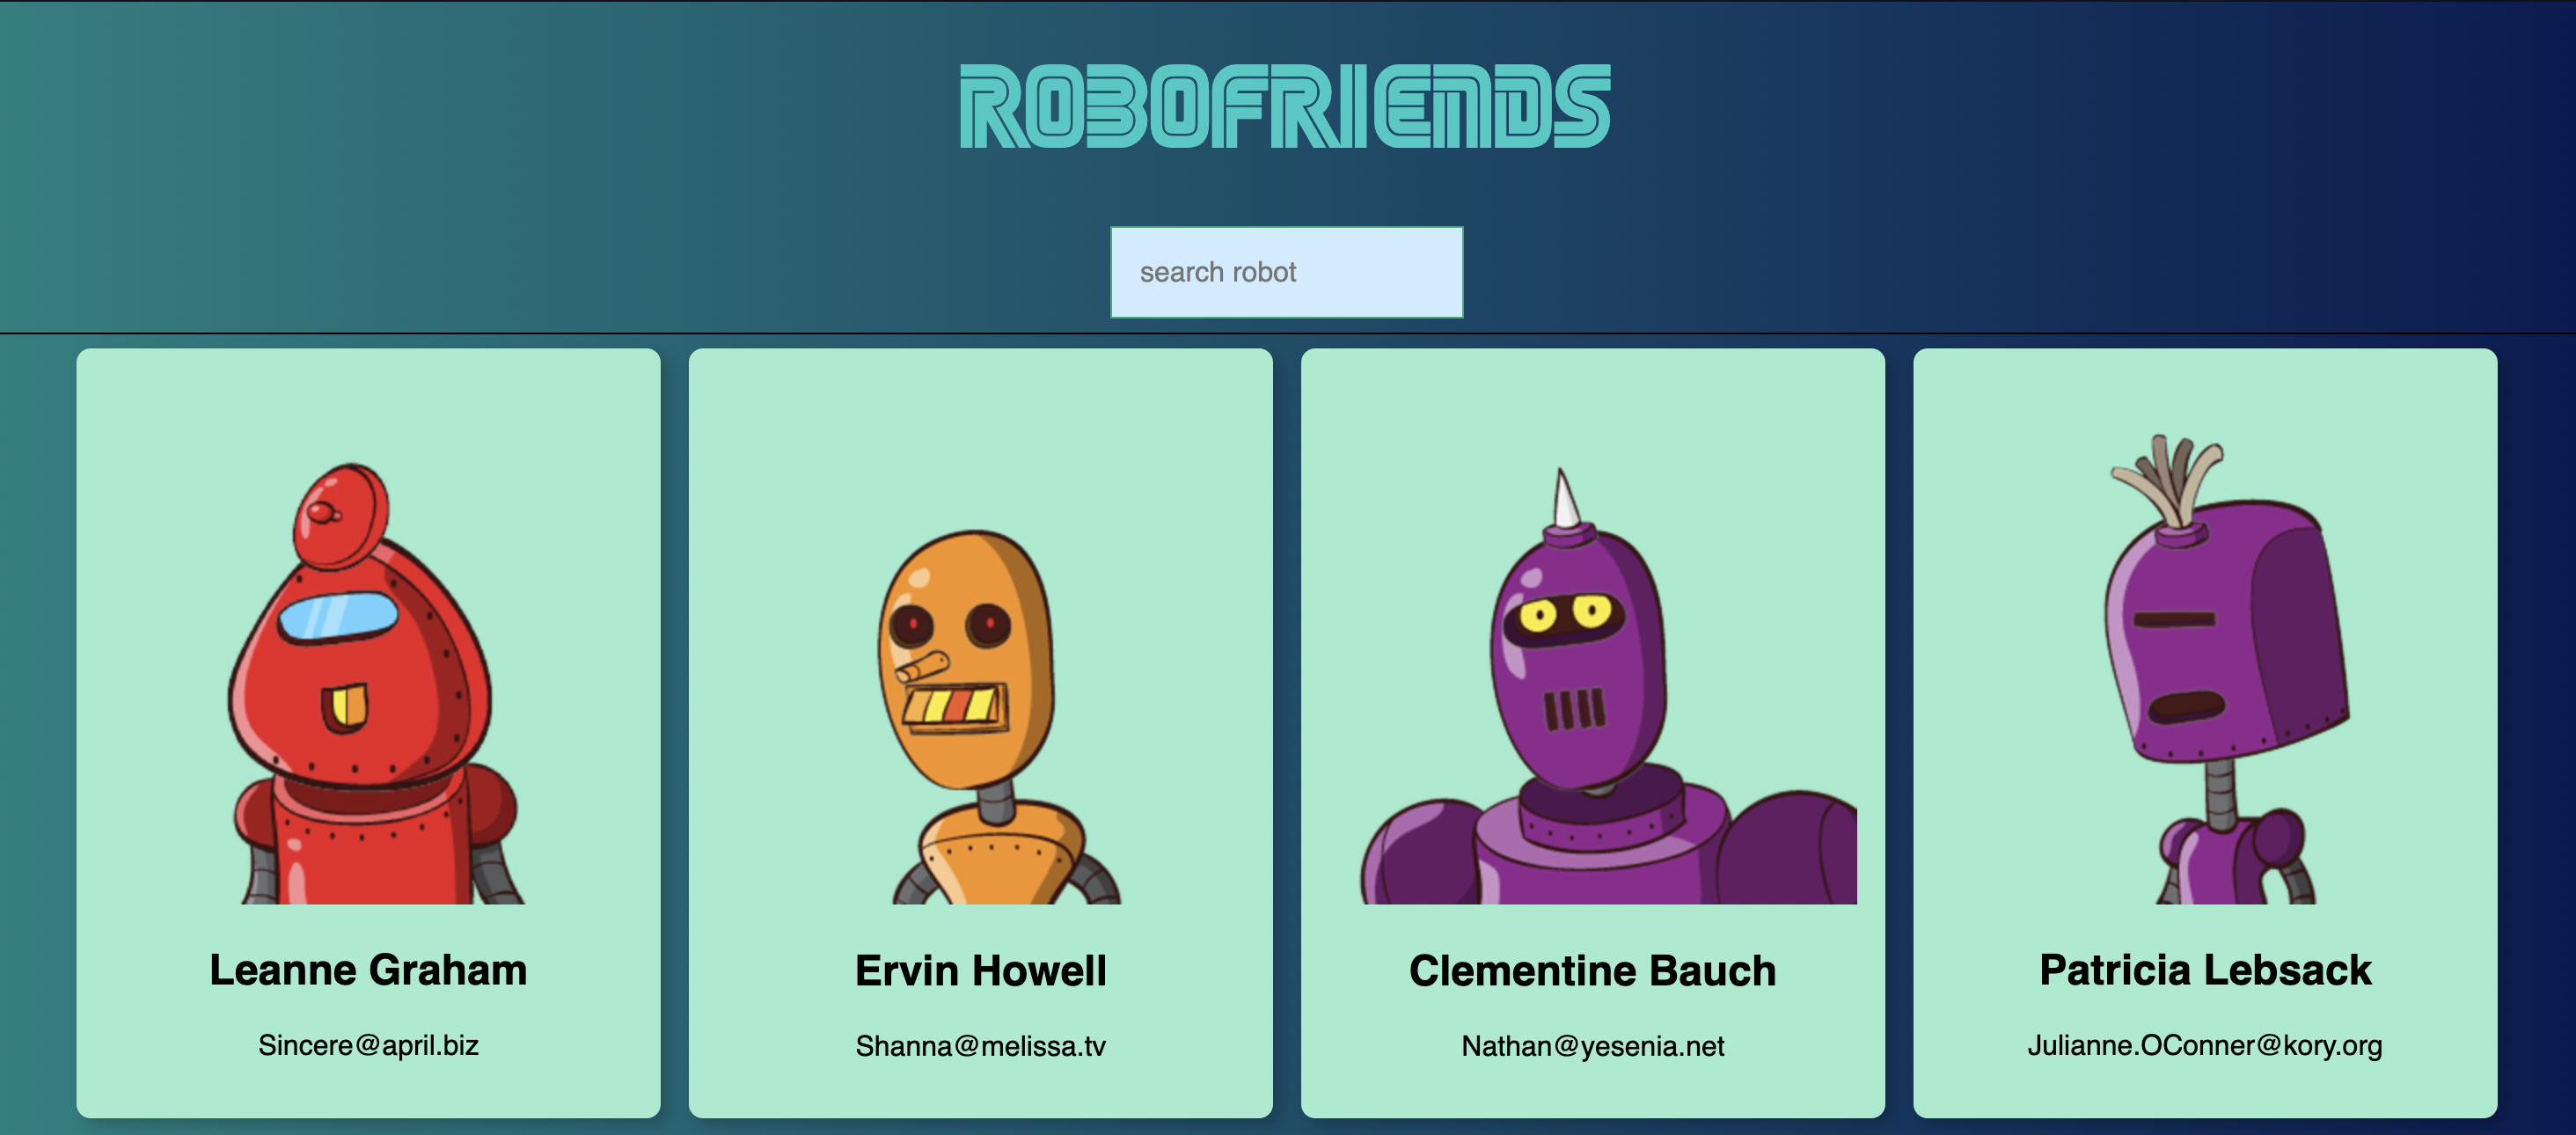 ROBOFRIENDS
search robot
Leanne Graham
Sincere@april.biz
Ervin Howell
Shanna@melissa.tv
Clementine Bauch
Nathan@yesenia.net
Patricia Lebsack
Julianne.OConner@kory.org